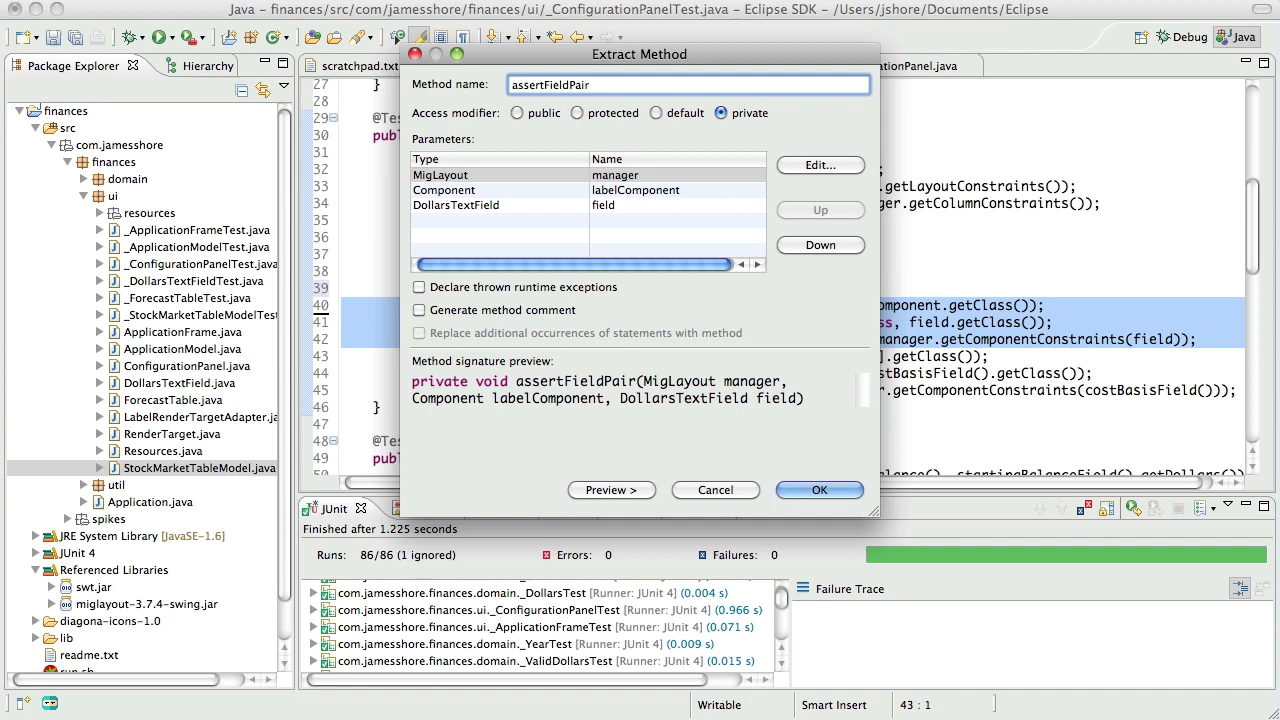 Java – finances/src/com/jamesshore/finances/ui/_ConfigurationPanelTest.java – Eclipse SDK – /Users/jshore/Documents/Eclipse
Debug
Java
Package Explorer
Hierarchy
scratchpad.txt
ationPanel.java
finances
src
com.jamesshore
finances
domain
ui
resources
_ApplicationFrameTest.java
_ApplicationModelTest.java
_ConfigurationPanelTest.java
_DollarsTextFieldTest.java
_ForecastTableTest.java
_StockMarketTableModelTest
ApplicationFrame.java
ApplicationModel.java
ConfigurationPanel.java
DollarsTextField.java
ForecastTable.java
LabelRenderTargetAdapter.java
RenderTarget.java
Resources.java
StockMarketTableModel.java
util
Application.java
spikes
JRE System Library [JavaSE-1.6]
JUnit 4
Referenced Libraries
swt.jar
miglayout-3.7.4-swing.jar
diagona-icons-1.0
lib
readme.txt
run.sh
27 }
28
29 @Te
30 pub
31
32 ;
33 .getLayoutConstraints());
34 ger.getColumnConstraints());
35
36
37
38
39
40 omponent.getClass());
41 ss, field.getClass());
42 manager.getComponentConstraints(field));
43 ].getClass());
44 stBasisField().getClass());
45 er.getComponentConstraints(costBasisField()));
46 }
47
48 @Te
49 pub
50 alance(), startingBalanceField().getDollars())
Extract Method
Method name: assertFieldPair
Access modifier: public protected default private
Parameters:
Type Name
MigLayout manager
Component labelComponent
DollarsTextField field
Edit...
Up
Down
Declare thrown runtime exceptions
Generate method comment
Replace additional occurrences of statements with method
Method signature preview:
private void assertFieldPair(MigLayout manager,
Component labelComponent, DollarsTextField field)
Preview > Cancel OK
JUnit
Finished after 1.225 seconds
Runs: 86/86 (1 ignored) Errors: 0 Failures: 0
com.jamesshore.finances.domain._DollarsTest [Runner: JUnit 4] (0.004 s)
com.jamesshore.finances.ui._ConfigurationPanelTest [Runner: JUnit 4] (0.966 s)
com.jamesshore.finances.ui._ApplicationFrameTest [Runner: JUnit 4] (0.071 s)
com.jamesshore.finances.domain._YearTest [Runner: JUnit 4] (0.009 s)
com.jamesshore.finances.domain._ValidDollarsTest [Runner: JUnit 4] (0.015 s)
Failure Trace
Writable Smart Insert 43 : 1